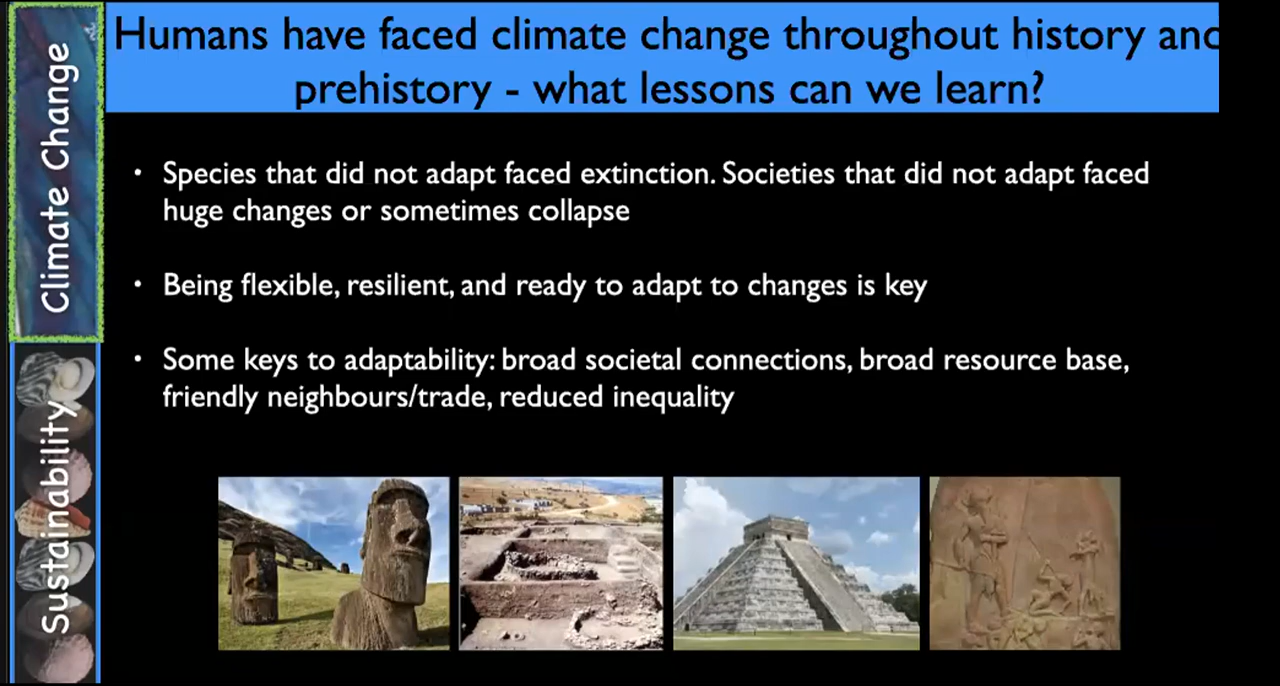 Humans have faced climate change throughout history and
prehistory - what lessons can we learn?
• Species that did not adapt faced extinction. Societies that did not adapt faced
huge changes or sometimes collapse
• Being flexible, resilient, and ready to adapt to changes is key
• Some keys to adaptability: broad societal connections, broad resource base,
friendly neighbours/trade, reduced inequality
Climate Change
Sustainability